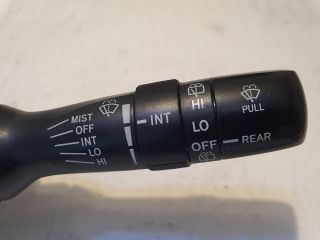 MIST
OFF
INT
LO
HI
INT
HI
LO
OFF
PULL
REAR